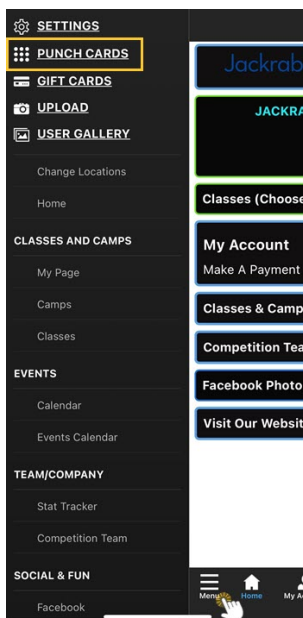 SETTINGS
PUNCH CARDS
GIFT CARDS
UPLOAD
USER GALLERY
Change Locations
Home
CLASSES AND CAMPS
My Page
Camps
Classes
EVENTS
Calendar
Events Calendar
TEAM/COMPANY
Stat Tracker
Competition Team
SOCIAL & FUN
Facebook
Jackrab
JACKRA
Classes (Choose
My Account
Make A Payment
Classes & Camp
Competition Tea
Facebook Photo
Visit Our Websit
Menu Home My A